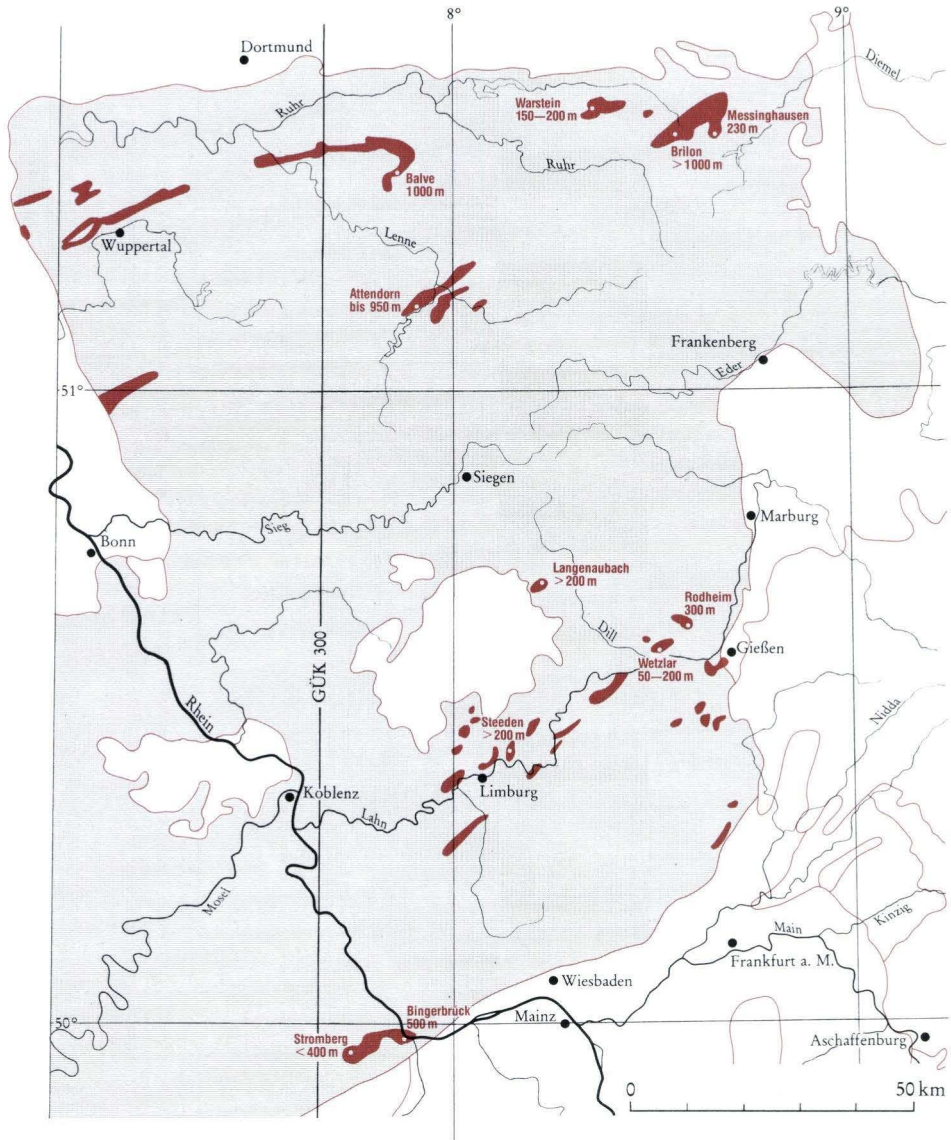 8°
9°
Dortmund
Diemel
Ruhr
Warstein
150—200 m
Messinghausen
230 m
Brilon
> 1000 m
Ruhr
Balve
1000 m
Wuppertal
Lenne
Attendorn
bis 950 m
Frankenberg
Eder
51°
Siegen
Marburg
Sieg
Bonn
Langenaubach
> 200 m
Rodheim
300 m
Dill
Gießen
Wetzlar
50—200 m
GÜK 300
Rhein
Nidda
Steeden
> 200 m
Limburg
Koblenz
Lahn
Mosel
Kinzig
Main
Frankfurt a. M.
Wiesbaden
Bingerbrück
500 m
Mainz
50°
Stromberg
< 400 m
Aschaffenburg
0
50 km